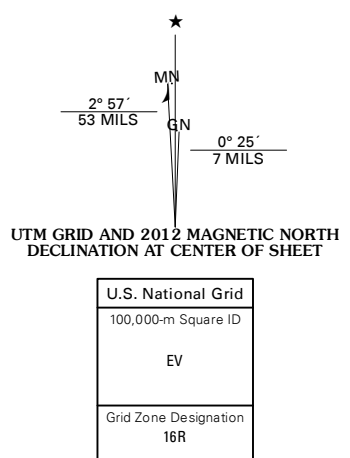 ★
MN
2° 57´
53 MILS
GN
0° 25´
7 MILS
UTM GRID AND 2012 MAGNETIC NORTH
DECLINATION AT CENTER OF SHEET
U.S. National Grid
100,000-m Square ID
EV
Grid Zone Designation
16R